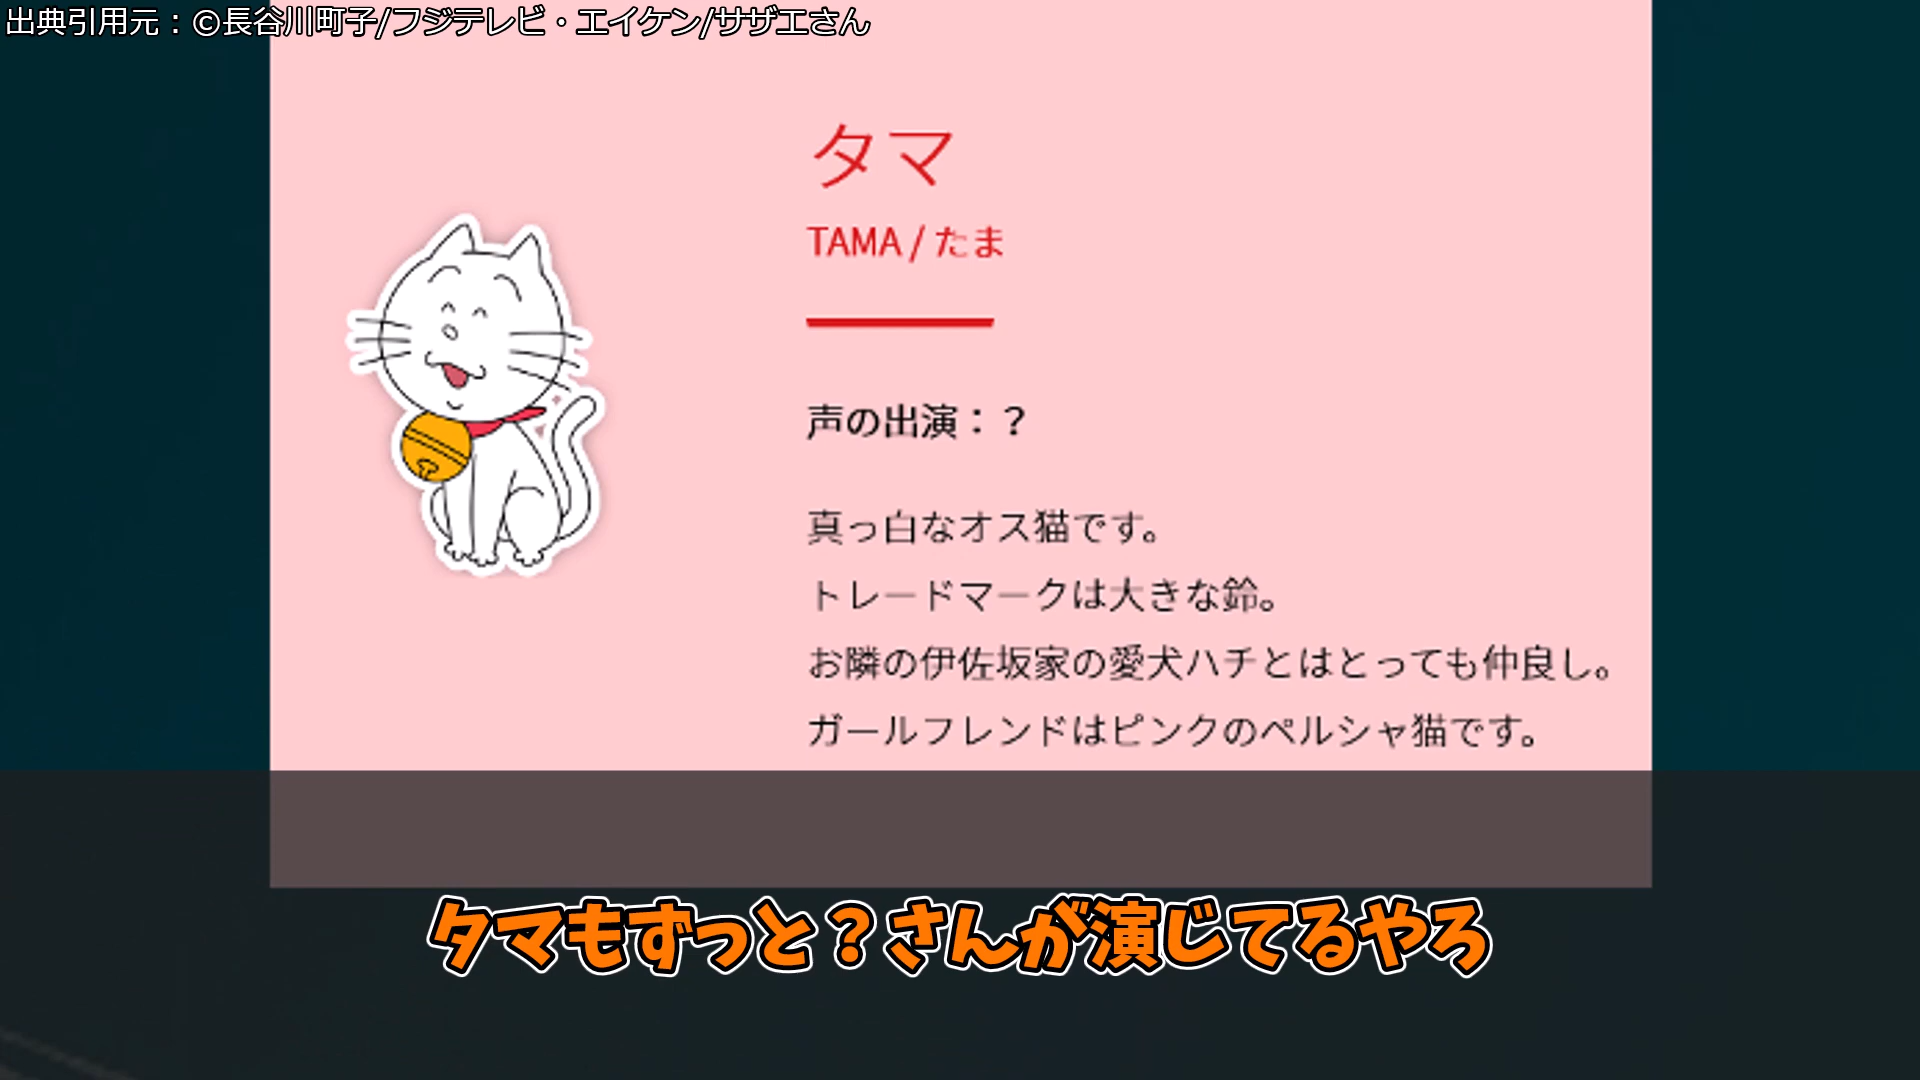 出典引用元：©長谷川町子/フジテレビ・エイケン/サザエさん
タマ
TAMA / たま
声の出演：？
真っ白なオス猫です。
トレードマークは大きな鈴。
お隣の伊佐坂家の愛犬ハチとはとっても仲良し。
ガールフレンドはピンクのペルシャ猫です。
タマもずっと？さんが演じてるやろ